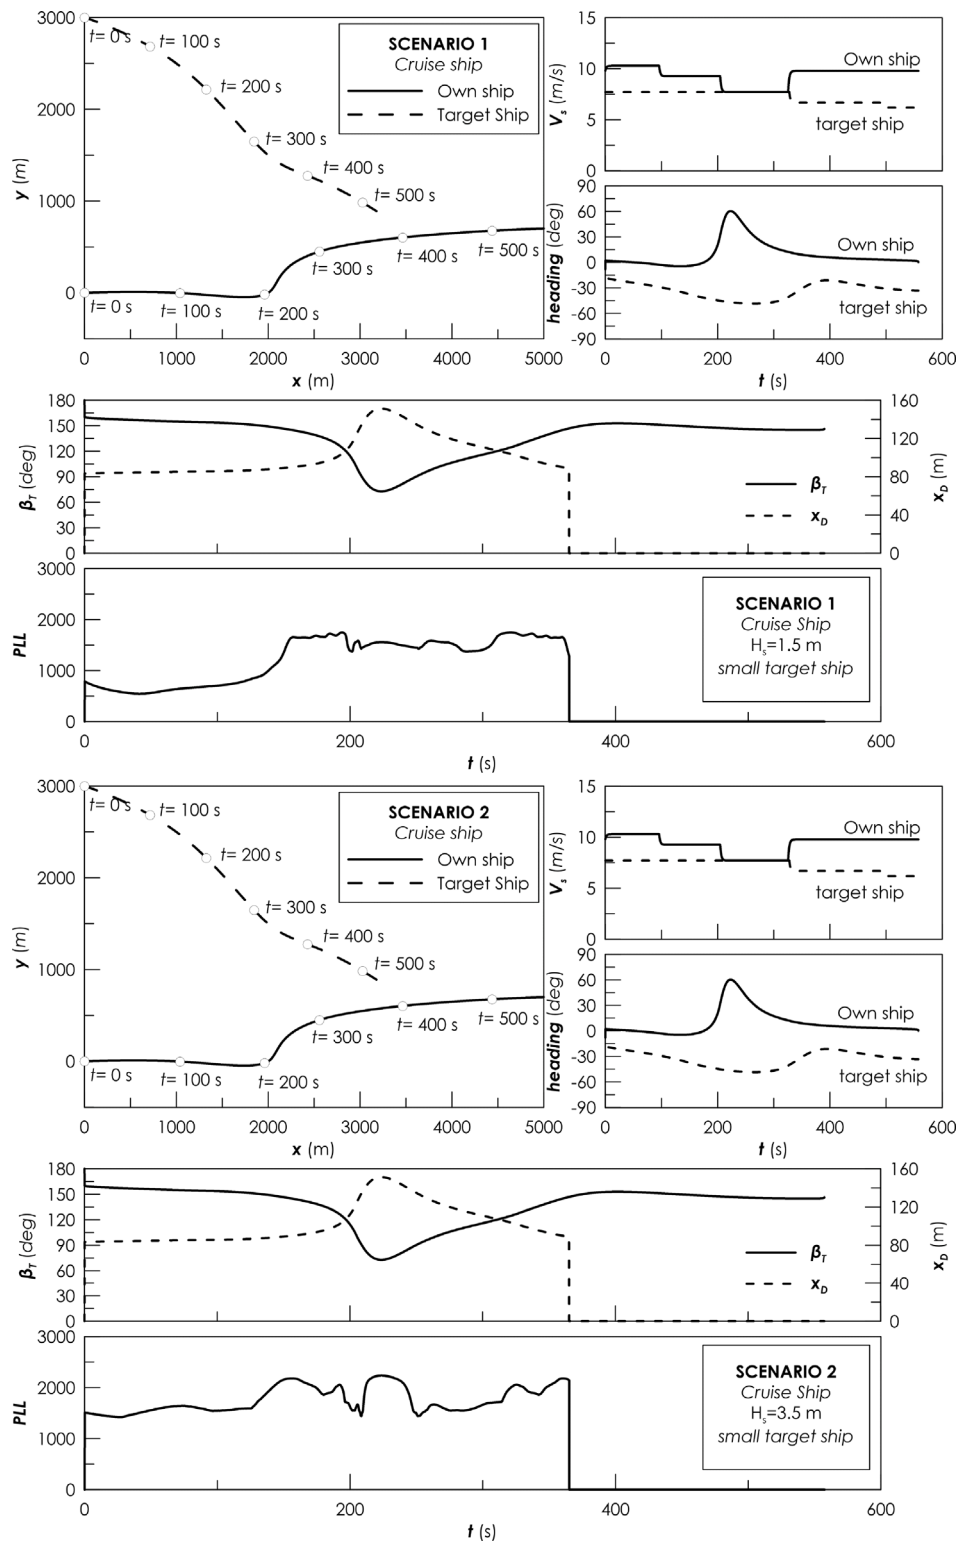 3000
2000
1000
0
y (m)
t= 0 s
t= 100 s
t= 200 s
t= 300 s
t= 400 s
t= 500 s
SCENARIO 1
Cruise ship
Own ship
Target Ship
t= 0 s
t= 100 s
t= 200 s
t= 300 s
t= 400 s
t= 500 s
0 1000 2000 3000 4000 5000
x (m)
15
10
5
0
Vs (m/s)
Own ship
target ship
90
60
30
0
-30
-60
-90
heading (deg)
Own ship
target ship
0 200 400 600
t (s)
180
150
120
90
60
30
0
βT (deg)
βT
xD
160
120
80
40
0
xD (m)
3000
2000
1000
0
PLL
SCENARIO 1
Cruise Ship
Hs=1.5 m
small target ship
0 200 400 600
t (s)
3000
2000
1000
0
y (m)
t= 0 s
t= 100 s
t= 200 s
t= 300 s
t= 400 s
t= 500 s
SCENARIO 2
Cruise ship
Own ship
Target Ship
t= 0 s
t= 100 s
t= 200 s
t= 300 s
t= 400 s
t= 500 s
0 1000 2000 3000 4000 5000
x (m)
15
10
5
0
Vs (m/s)
Own ship
target ship
90
60
30
0
-30
-60
-90
heading (deg)
Own ship
target ship
0 200 400 600
t (s)
180
150
120
90
60
30
0
βT (deg)
βT
xD
160
120
80
40
0
xD (m)
3000
2000
1000
0
PLL
SCENARIO 2
Cruise Ship
Hs=3.5 m
small target ship
0 200 400 600
t (s)